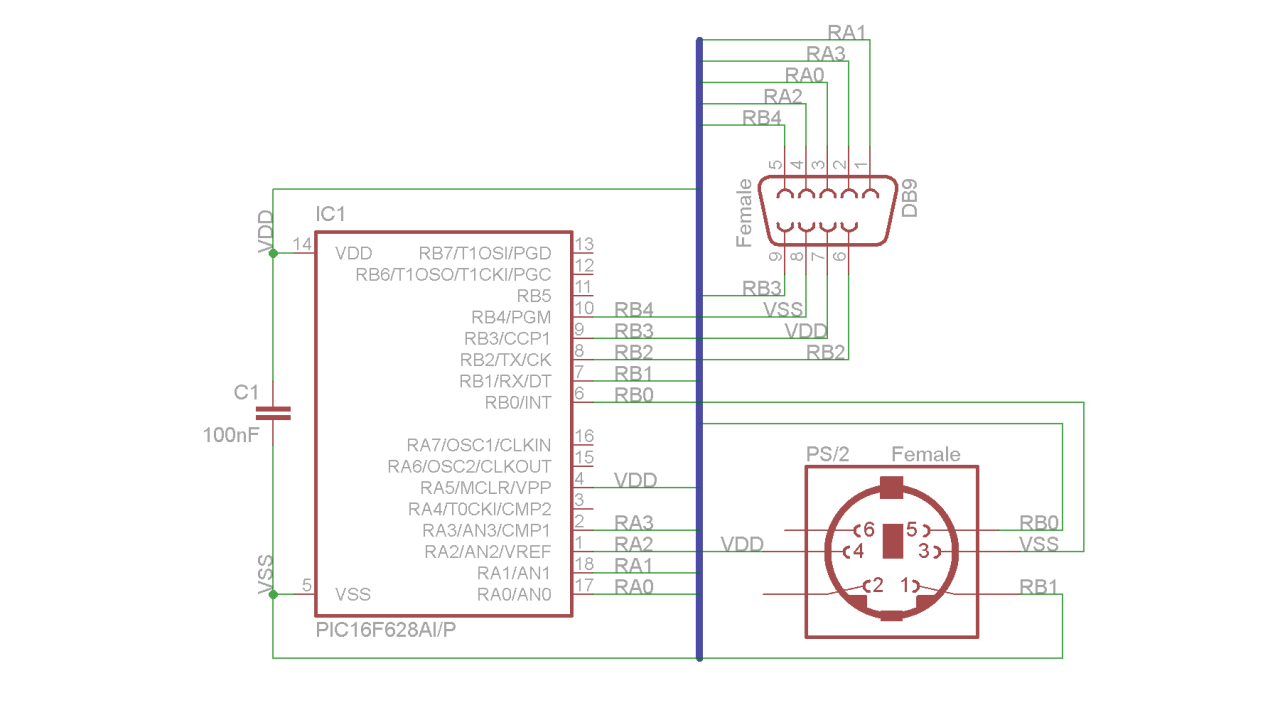 RA1
RA3
RA0
RA2
RB4
5 4 3 2 1
Female
DB9
9 8 7 6
RB3
VSS
VDD
RB2
VDD
IC1
14 VDD RB7/T1OSI/PGD 13
RB6/T1OSO/T1CKI/PGC 12
RB5 11
RB4/PGM 10 RB4
RB3/CCP1 9 RB3
RB2/TX/CK 8 RB2
RB1/RX/DT 7 RB1
RB0/INT 6 RB0
C1
100nF
RA7/OSC1/CLKIN 16
RA6/OSC2/CLKOUT 15
RA5/MCLR/VPP 4 VDD
RA4/T0CKI/CMP2 3
RA3/AN3/CMP1 2 RA3
RA2/AN2/VREF 1 RA2
RA1/AN1 18 RA1
VSS
5 VSS RA0/AN0 17 RA0
PIC16F628AI/P
PS/2 Female
6 5 RB0
VDD 4 3 VSS
2 1 RB1